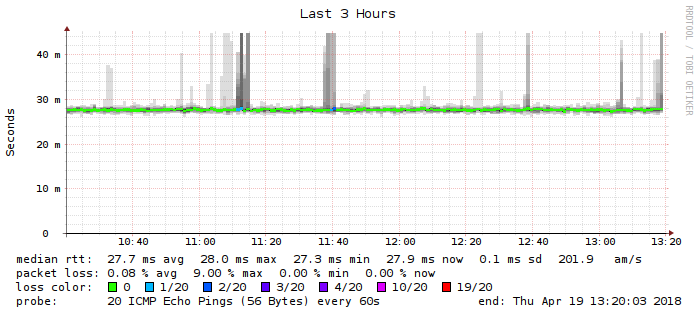 Last 3 Hours
RRDTOOL / TOBI OETIKER
Seconds
40 m
30 m
20 m
10 m
0
10:40 11:00 11:20 11:40 12:00 12:20 12:40 13:00 13:20
median rtt: 27.7 ms avg 28.0 ms max 27.3 ms min 27.9 ms now 0.1 ms sd 201.9 am/s
packet loss: 0.08 % avg 9.00 % max 0.00 % min 0.00 % now
loss color: 0 1/20 2/20 3/20 4/20 10/20 19/20
probe: 20 ICMP Echo Pings (56 Bytes) every 60s end: Thu Apr 19 13:20:03 2018